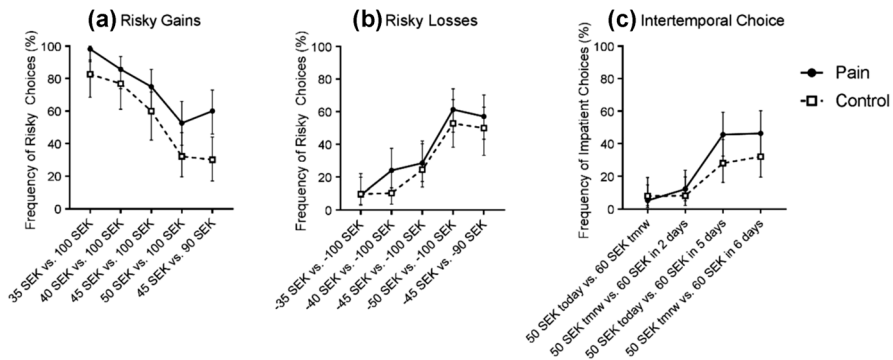 (a) Risky Gains
Frequency of Risky Choices (%)
100
80
60
40
20
0
35 SEK vs. 100 SEK
40 SEK vs. 100 SEK
45 SEK vs. 100 SEK
50 SEK vs. 100 SEK
45 SEK vs. 90 SEK
(b) Risky Losses
Frequency of Risky Choices (%)
100
80
60
40
20
0
-35 SEK vs. -100 SEK
-40 SEK vs. -100 SEK
-45 SEK vs. -100 SEK
-50 SEK vs. -100 SEK
-45 SEK vs. -90 SEK
(c) Intertemporal Choice
Frequency of Impatient Choices (%)
100
80
60
40
20
0
50 SEK today vs. 60 SEK tmrw
50 SEK tmrw vs. 60 SEK in 2 days
50 SEK today vs. 60 SEK in 5 days
50 SEK tmrw vs. 60 SEK in 6 days
Pain
Control